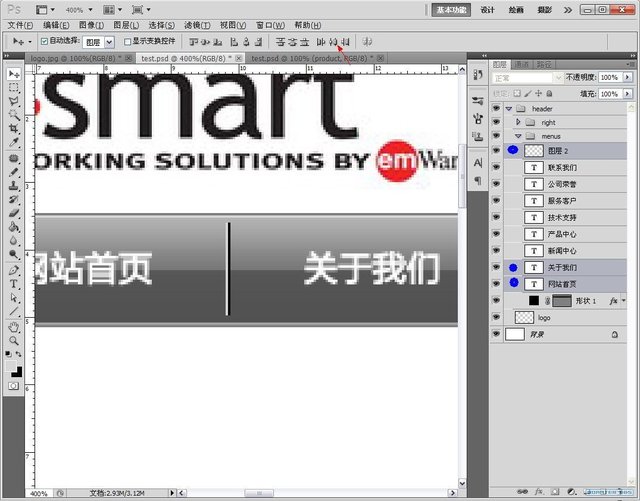 Ps 400% 基本功能 设计 绘画 摄影
文件(F) 编辑(E) 图像(I) 图层(L) 选择(S) 滤镜(T) 视图(V) 窗口(W) 帮助(H)
自动选择: 图层 显示变换控件
logo.jpg @ 100%(RGB/8) * test.psd @ 400%(RGB/8) * test.psd @ 100% (product, RGB/8) *
图层 通道 路径
正常 不透明度: 100%
锁定: 填充: 100%
7 8 9 10 11 12 13
smart
ORKING SOLUTIONS BY emWar
网站首页 关于我们
header
right
menus
图层 2
T 联系我们
T 公司荣誉
T 服务客户
T 技术支持
T 产品中心
T 新闻中心
T 关于我们
T 网站首页
形状 1 fx
logo
背景
400% 文档:2.93M/3.12M